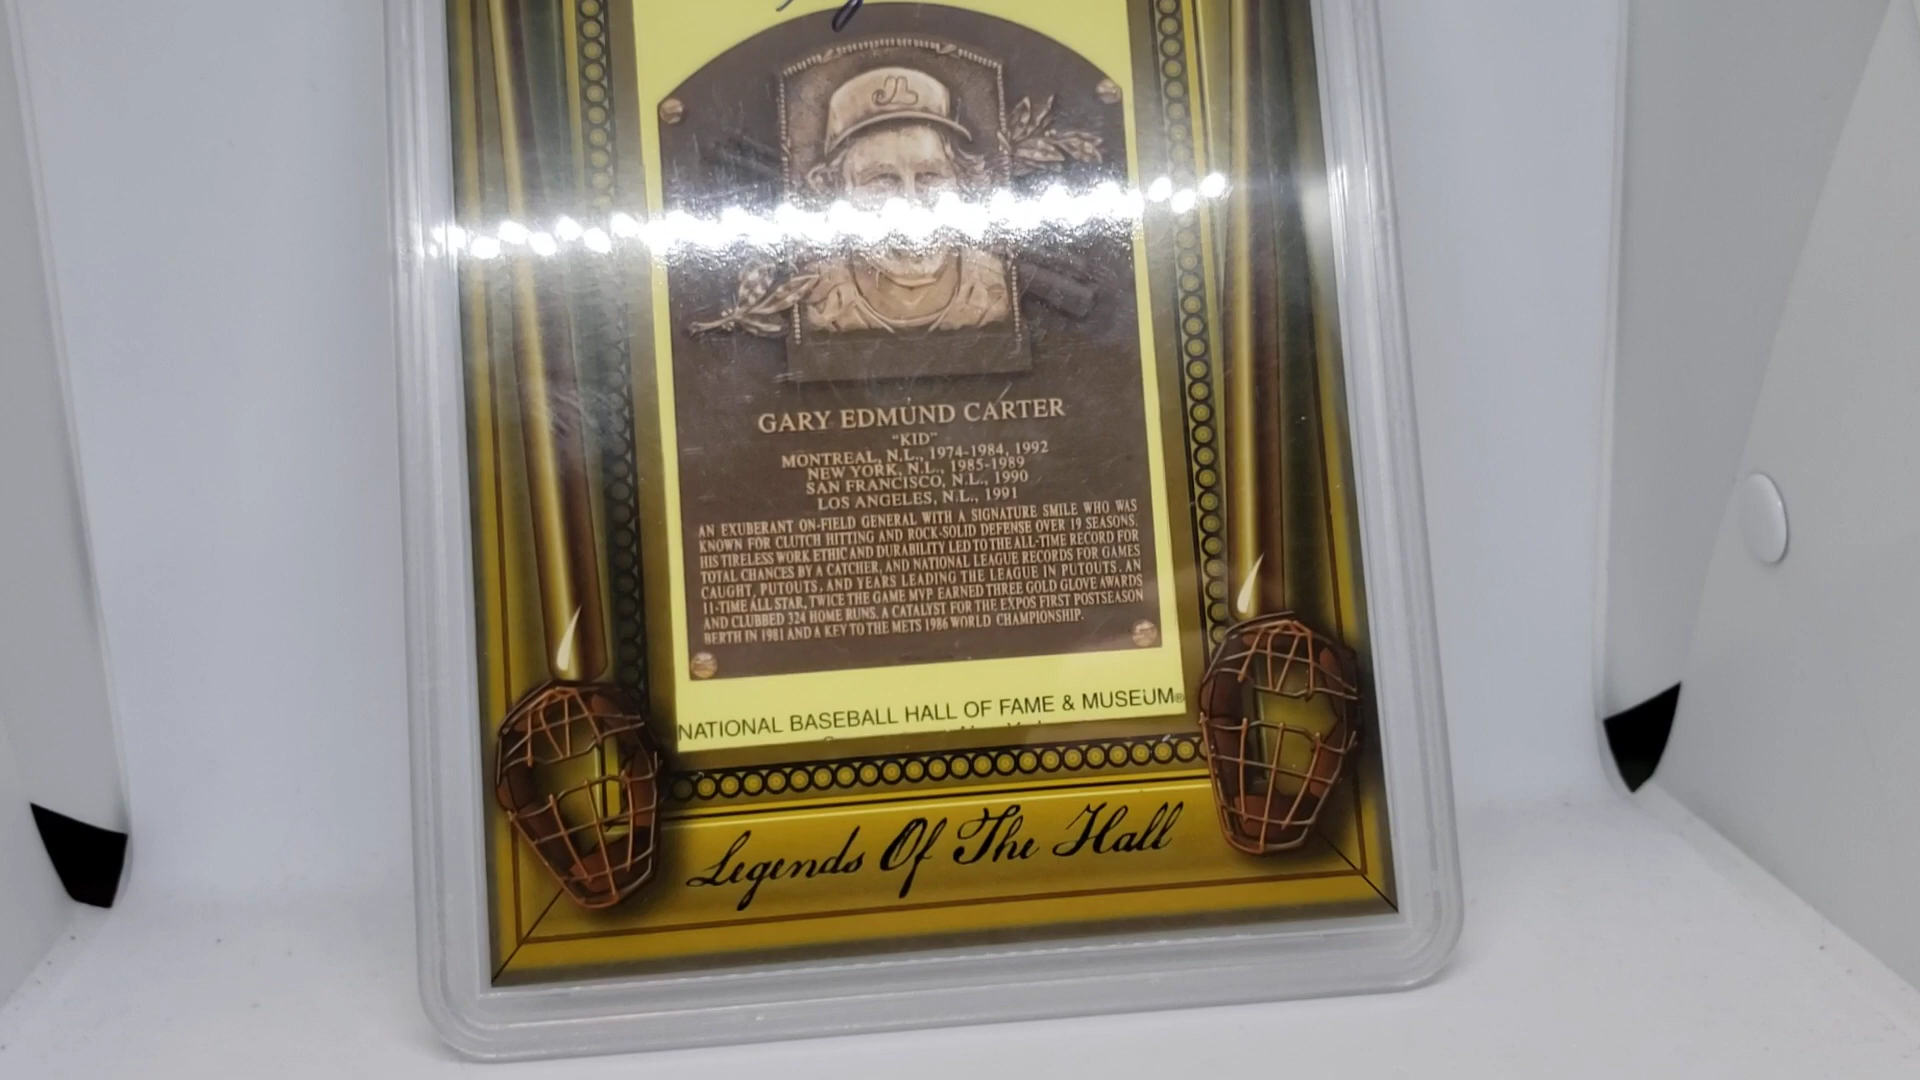 GARY EDMUND CARTER
"KID"
MONTREAL, N.L., 1974-1984, 1992
NEW YORK, N.L., 1985-1989
SAN FRANCISCO, N.L., 1990
LOS ANGELES, N.L., 1991
AN EXUBERANT ON-FIELD GENERAL WITH A SIGNATURE SMILE WHO WAS
KNOWN FOR CLUTCH HITTING AND ROCK-SOLID DEFENSE OVER 19 SEASONS.
HIS TIRELESS WORK ETHIC AND DURABILITY LED TO THE ALL-TIME RECORD FOR
TOTAL CHANCES BY A CATCHER, AND NATIONAL LEAGUE RECORDS FOR GAMES
CAUGHT, PUTOUTS, AND YEARS LEADING THE LEAGUE IN PUTOUTS. AN
11-TIME ALL STAR, TWICE THE GAME MVP EARNED THREE GOLD GLOVE AWARDS
AND CLUBBED 324 HOME RUNS. A CATALYST FOR THE EXPOS FIRST POSTSEASON
BERTH IN 1981 AND A KEY TO THE METS 1986 WORLD CHAMPIONSHIP.
NATIONAL BASEBALL HALL OF FAME & MUSEUM®
Legends Of The Hall